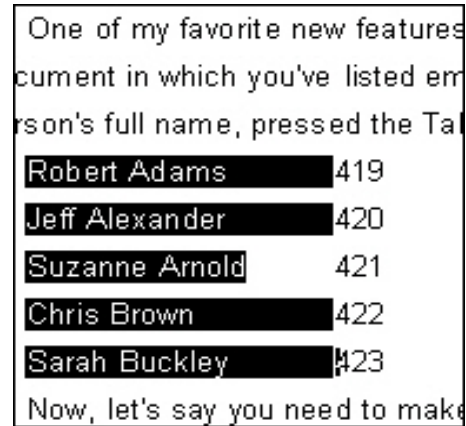 One of my favorite new features
cument in which you've listed em
rson's full name, pressed the Ta
Robert Adams 419
Jeff Alexander 420
Suzanne Arnold 421
Chris Brown 422
Sarah Buckley 423
Now, let's say you need to make